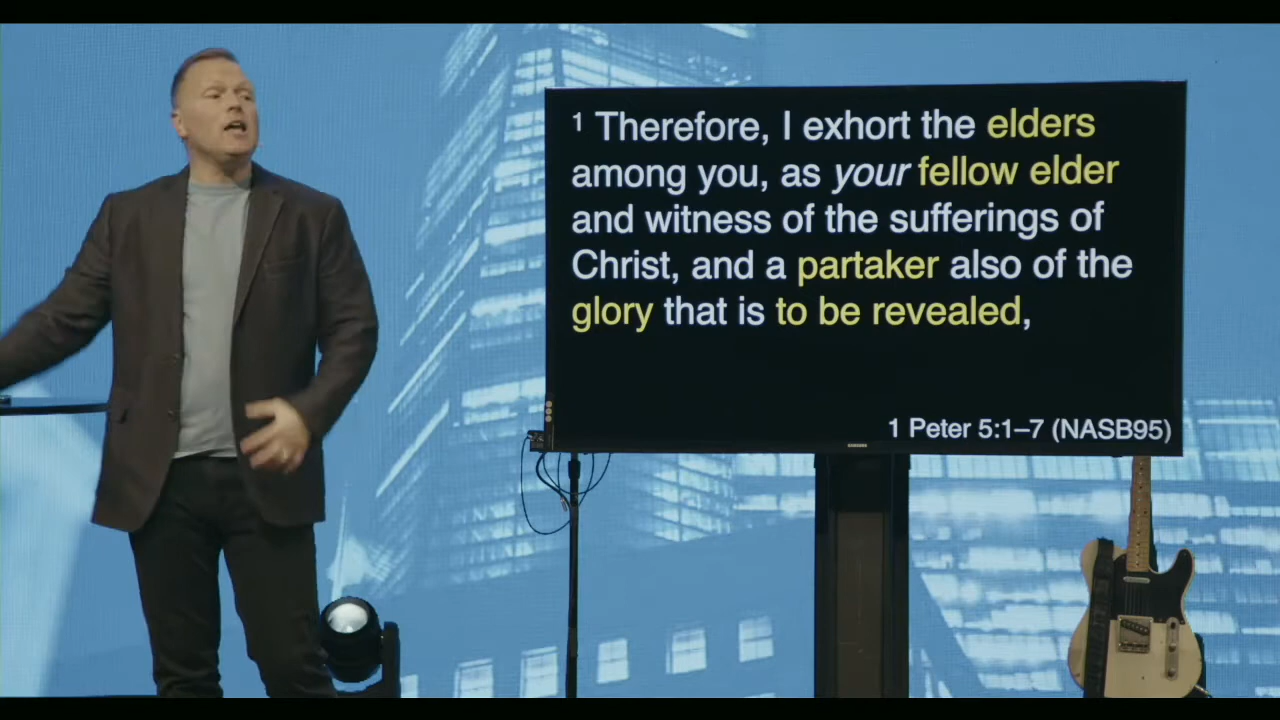 1 Therefore, I exhort the elders
among you, as your fellow elder
and witness of the sufferings of
Christ, and a partaker also of the
glory that is to be revealed,
1 Peter 5:1–7 (NASB95)
SAMSUNG